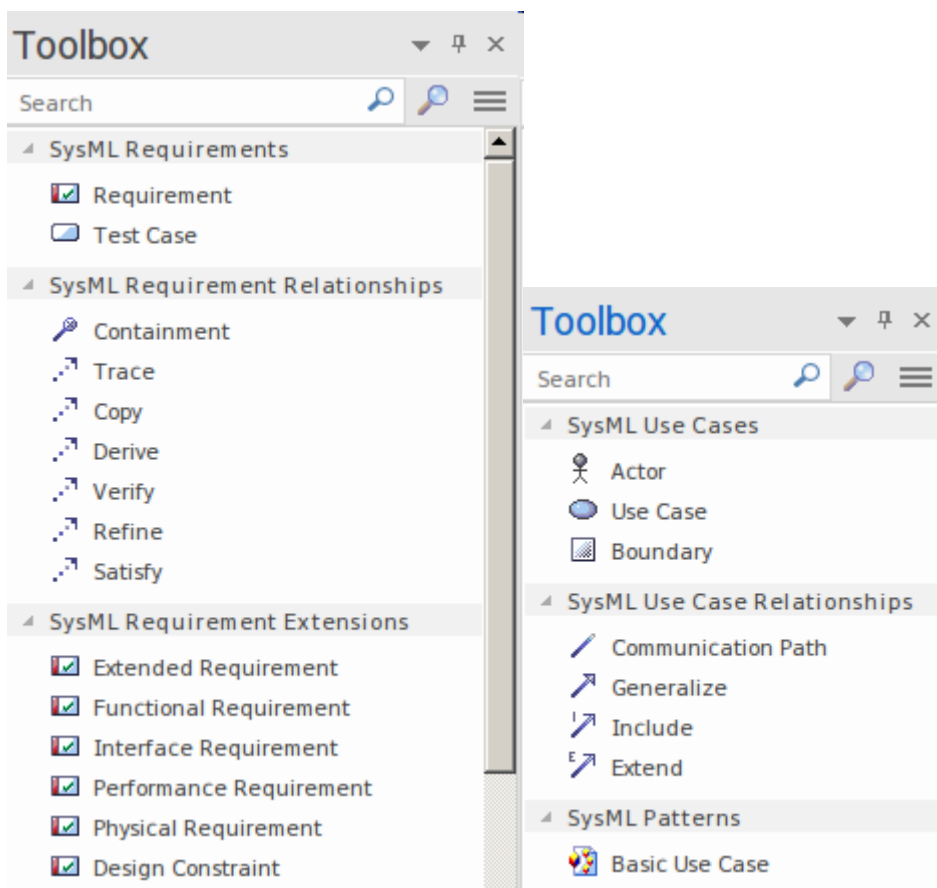 Toolbox
Search
SysML Requirements
Requirement
Test Case
SysML Requirement Relationships
Containment
Trace
Copy
Derive
Verify
Refine
Satisfy
SysML Requirement Extensions
Extended Requirement
Functional Requirement
Interface Requirement
Performance Requirement
Physical Requirement
Design Constraint
Toolbox
Search
SysML Use Cases
Actor
Use Case
Boundary
SysML Use Case Relationships
Communication Path
Generalize
Include
Extend
SysML Patterns
Basic Use Case